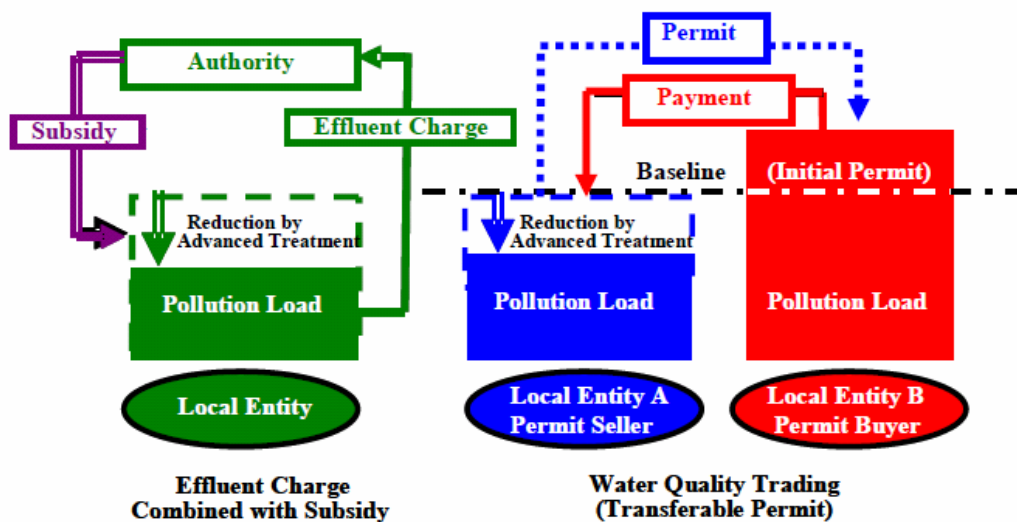 Authority
Subsidy
Effluent Charge
Reduction by
Advanced Treatment
Pollution Load
Local Entity
Effluent Charge
Combined with Subsidy
Permit
Payment
Baseline
(Initial Permit)
Reduction by
Advanced Treatment
Pollution Load
Pollution Load
Local Entity A
Permit Seller
Local Entity B
Permit Buyer
Water Quality Trading
(Transferable Permit)